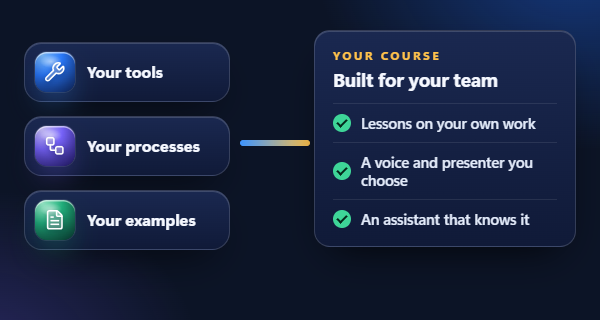 Your tools
Your processes
Your examples
YOUR COURSE
Built for your team
Lessons on your own work
A voice and presenter you
choose
An assistant that knows it